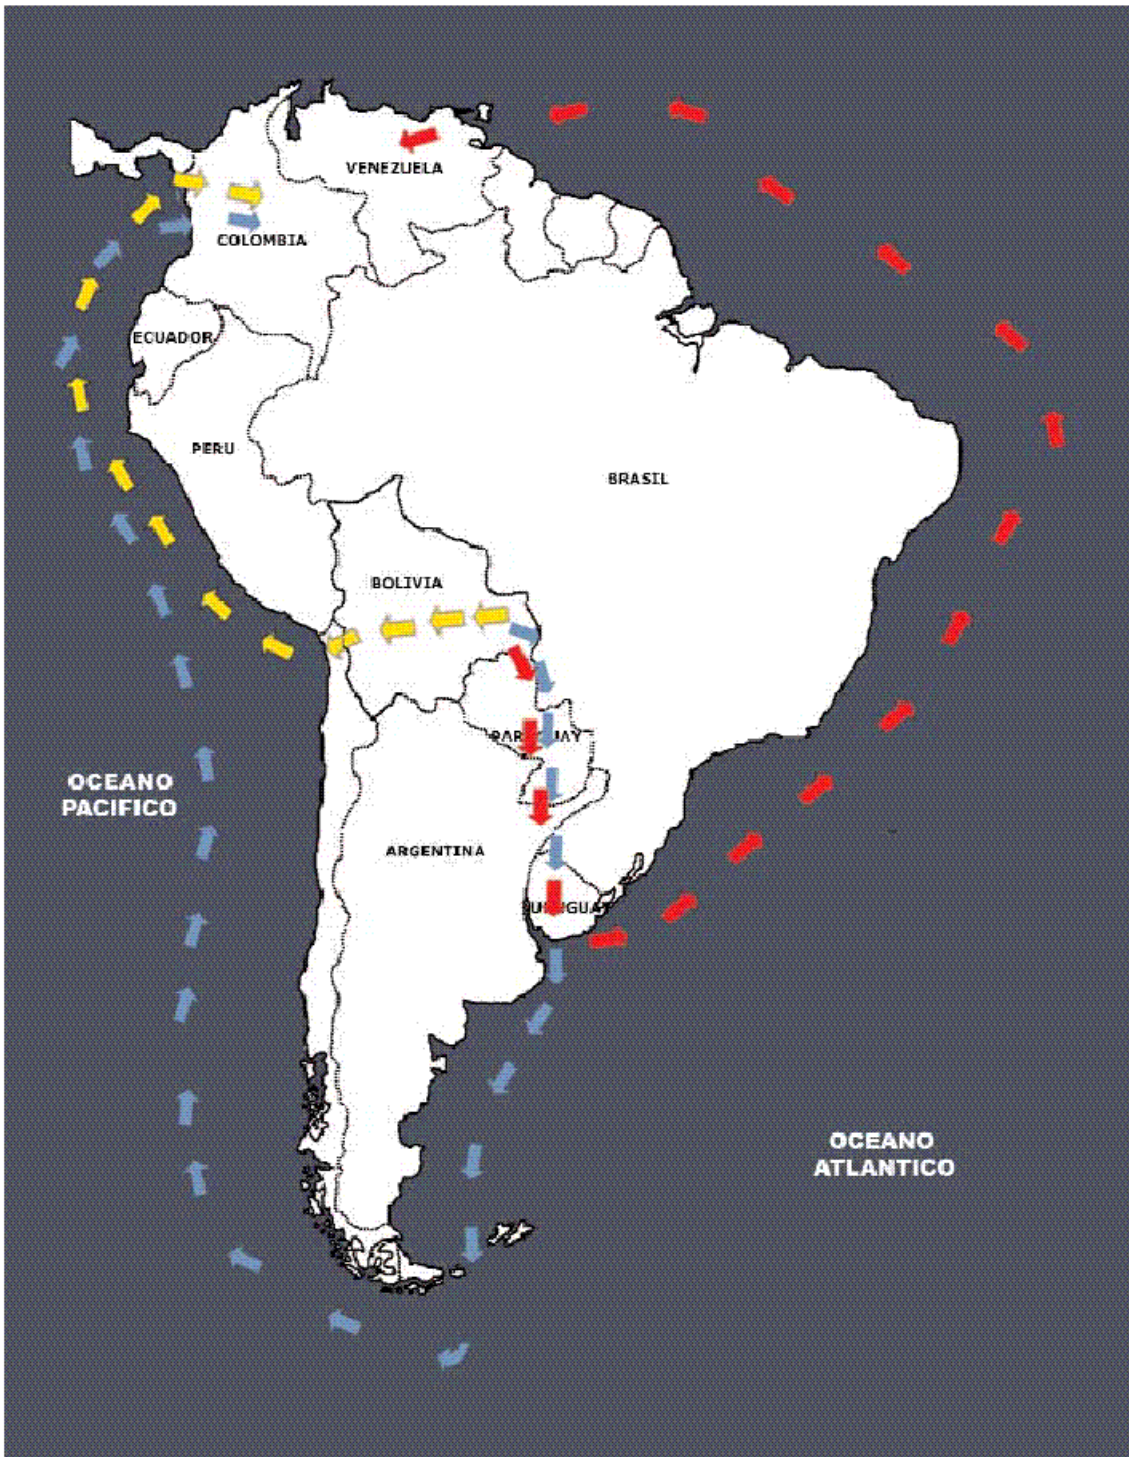 VENEZUELA
COLOMBIA
ECUADOR
PERU
BRASIL
BOLIVIA
OCEANO
PACIFICO
ARGENTINA
OCEANO
ATLANTICO